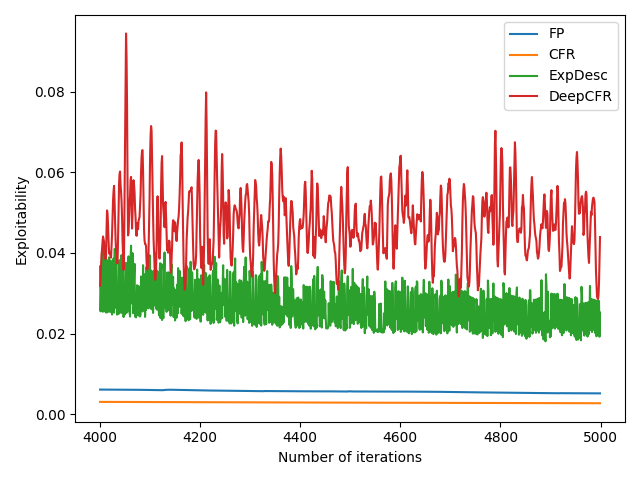 FP
CFR
ExpDesc
DeepCFR
Exploitability
0.08
0.06
0.04
0.02
0.00
4000 4200 4400 4600 4800 5000
Number of iterations